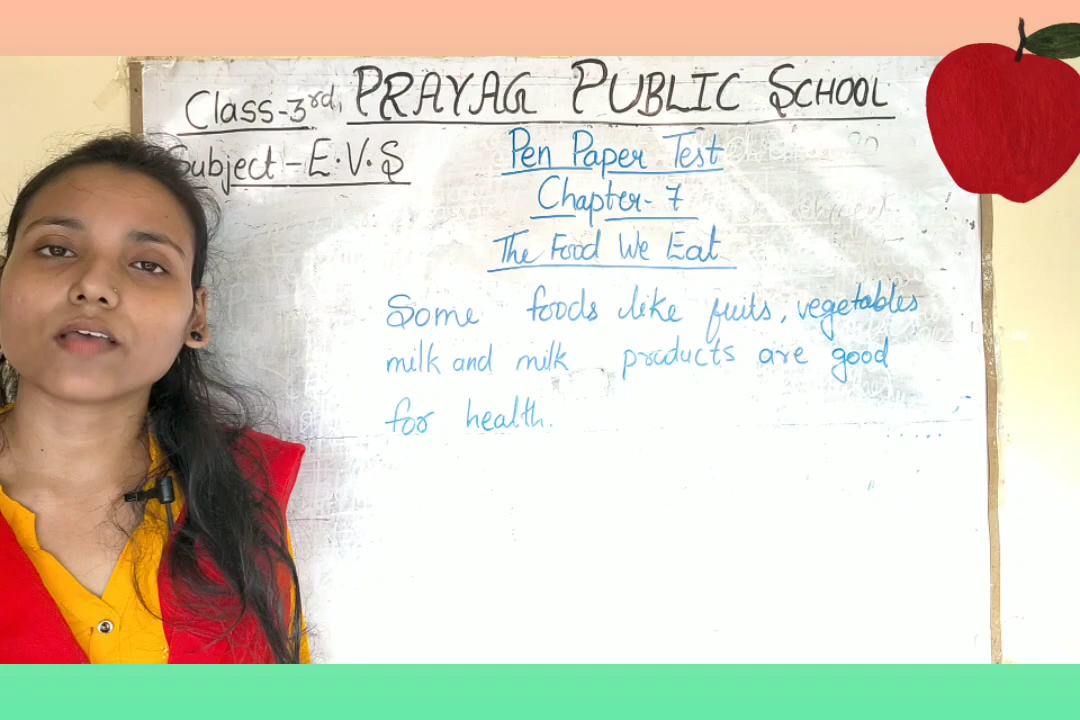 Class-3rd, PRAYAG PUBLIC SCHOOL
Subject - E.V.S
Pen Paper Test
Chapter-7
The Food We Eat
Some foods like fruits, vegetables
milk and milk products are good
for health.